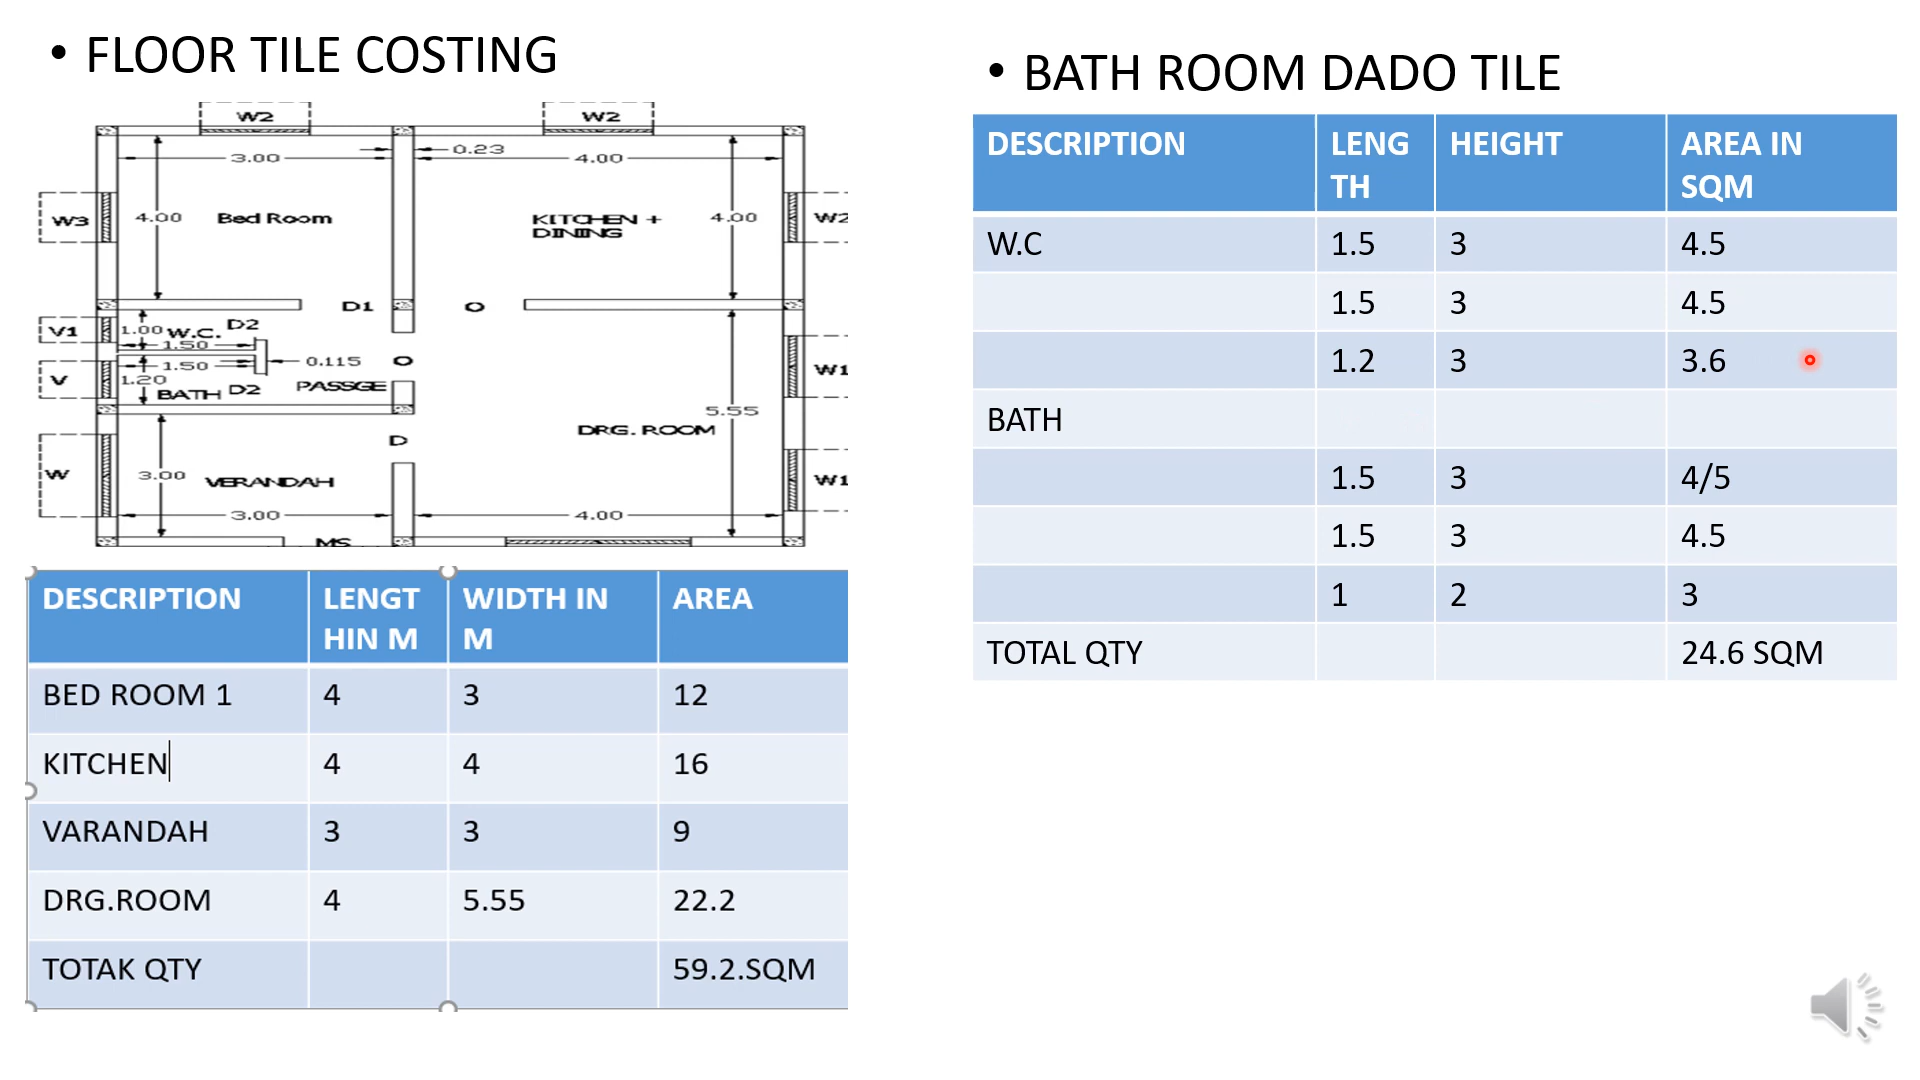 • FLOOR TILE COSTING
W2 W2
3.00 0.23 4.00
W3 4.00 Bed Room KITCHEN + 4.00 W2
DINING
D1 O
V1 1.00 W.C. D2
1.50
1.50 0.115 O W1
V 1.20 BATH D2 PASSGE
5.55
D DRG. ROOM
W 3.00 VERANDAH W1
3.00 4.00
MS
DESCRIPTION LENGT WIDTH IN AREA
HIN M M
BED ROOM 1 4 3 12
KITCHEN 4 4 16
VARANDAH 3 3 9
DRG.ROOM 4 5.55 22.2
TOTAK QTY 59.2.SQM
• BATH ROOM DADO TILE
DESCRIPTION LENG HEIGHT AREA IN
TH SQM
W.C 1.5 3 4.5
1.5 3 4.5
1.2 3 3.6
BATH
1.5 3 4/5
1.5 3 4.5
1 2 3
TOTAL QTY 24.6 SQM